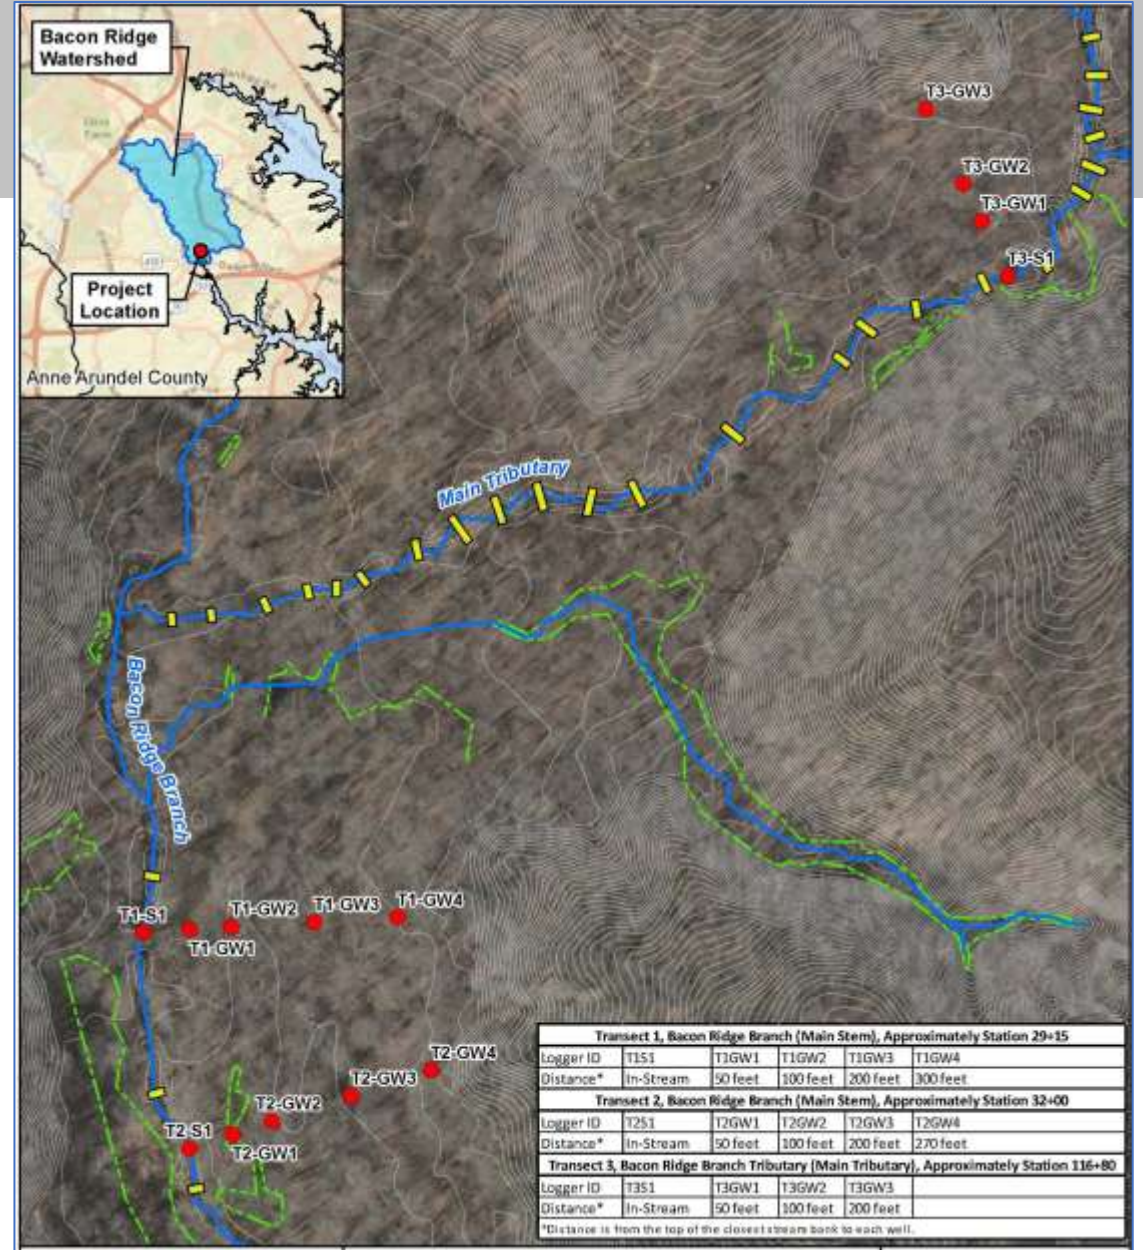 Bacon Ridge
Watershed
Project
Location
Anne Arundel County
T3-GW3
T3-GW2
T3-GW1
T3-S1
Main Tributary
Bacon Ridge Branch
T1-S1
T1-GW1
T1-GW2
T1-GW3
T1-GW4
T2-GW4
T2-GW3
T2-GW2
T2-S1
T2-GW1
Transect 1, Bacon Ridge Branch (Main Stem), Approximately Station 29+15
Logger ID T1S1 T1GW1 T1GW2 T1GW3 T1GW4
Distance* In-Stream 50 feet 100 feet 200 feet 300 feet
Transect 2, Bacon Ridge Branch (Main Stem), Approximately Station 32+00
Logger ID T2S1 T2GW1 T2GW2 T2GW3 T2GW4
Distance* In-Stream 50 feet 100 feet 200 feet 270 feet
Transect 3, Bacon Ridge Branch Tributary (Main Tributary), Approximately Station 116+80
Logger ID T3S1 T3GW1 T3GW2 T3GW3
Distance* In-Stream 50 feet 100 feet 200 feet
*Distance is from the top of the closest stream bank to each well.